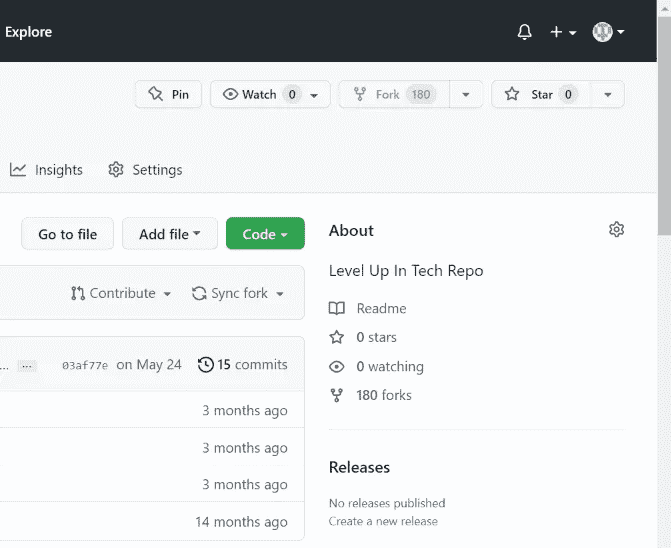 Explore
Pin Watch 0 Fork 180 Star 0
Insights Settings
Go to file Add file Code About
Level Up In Tech Repo
Contribute Sync fork Readme
0 stars
... ... 03af77e on May 24 15 commits 0 watching
180 forks
3 months ago
3 months ago
Releases
3 months ago
No releases published
14 months ago Create a new release